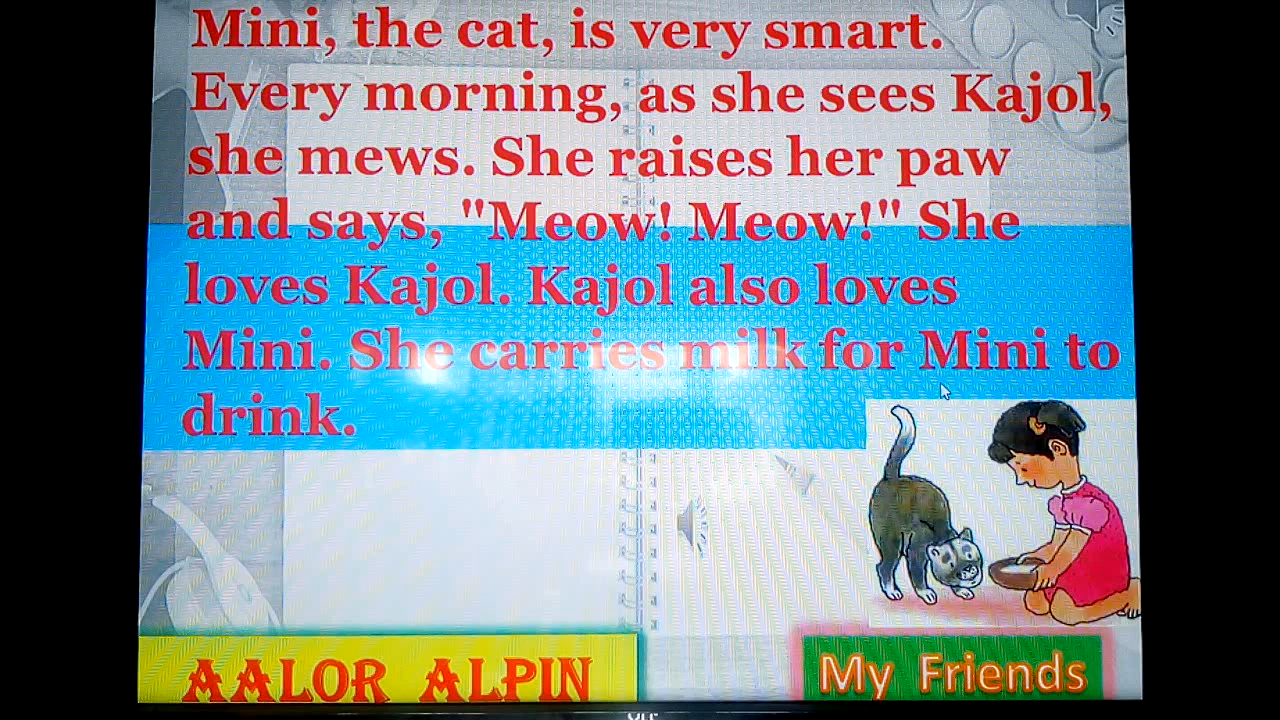 Mini, the cat, is very smart.
Every morning, as she sees Kajol,
she mews. She raises her paw
and says, "Meow! Meow!" She
loves Kajol. Kajol also loves
Mini. She carries milk for Mini to
drink.
AALOR ALPIN
My Friends